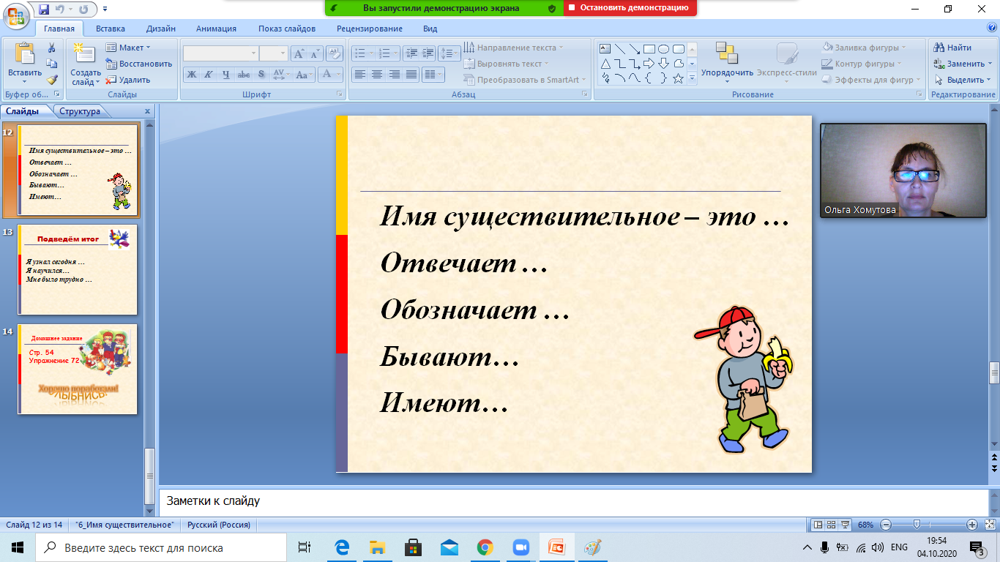 Вы запустили демонстрацию экрана
Остановить демонстрацию
Главная Вставка Дизайн Анимация Показ слайдов Рецензирование Вид
Вставить
Буфер об...
Создать слайд
Макет
Восстановить
Удалить
Слайды
Ж К Ч abc S AV Aa A
Шрифт
Направление текста
Выровнять текст
Преобразовать в SmartArt
Абзац
Упорядочить
Экспресс-стили
Заливка фигуры
Контур фигуры
Эффекты для фигур
Рисование
Найти
Заменить
Выделить
Редактирование
Слайды Структура x
12
Имя существительное – это …
Отвечает …
Обозначает …
Бывают…
Имеют…
13
Подведём итог
Я узнал сегодня …
Я научился…
Мне было трудно …
14
Домашнее задание
Стр. 54
Упражнение 72
Хорошо поработали!
Имя существительное – это …
Отвечает …
Обозначает …
Бывают…
Имеют…
Ольга Хомутова
Заметки к слайду
Слайд 12 из 14 "6_Имя существительное" Русский (Россия) 68%
Введите здесь текст для поиска
ENG
19:54
04.10.2020
3